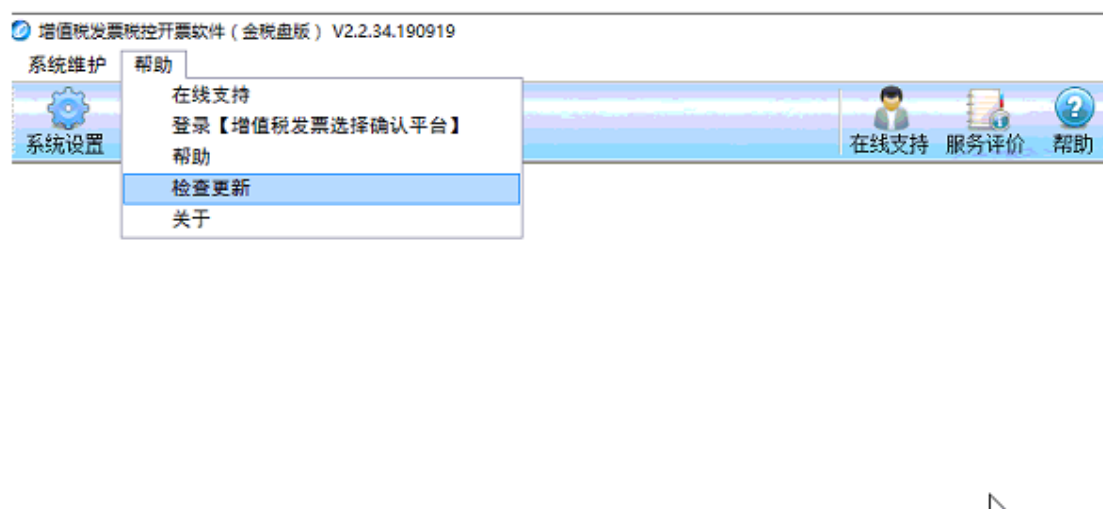 增值税发票税控开票软件（金税盘版） V2.2.34.190919
系统维护 帮助
在线支持
登录【增值税发票选择确认平台】
帮助
检查更新
关于
系统设置
在线支持 服务评价 帮助